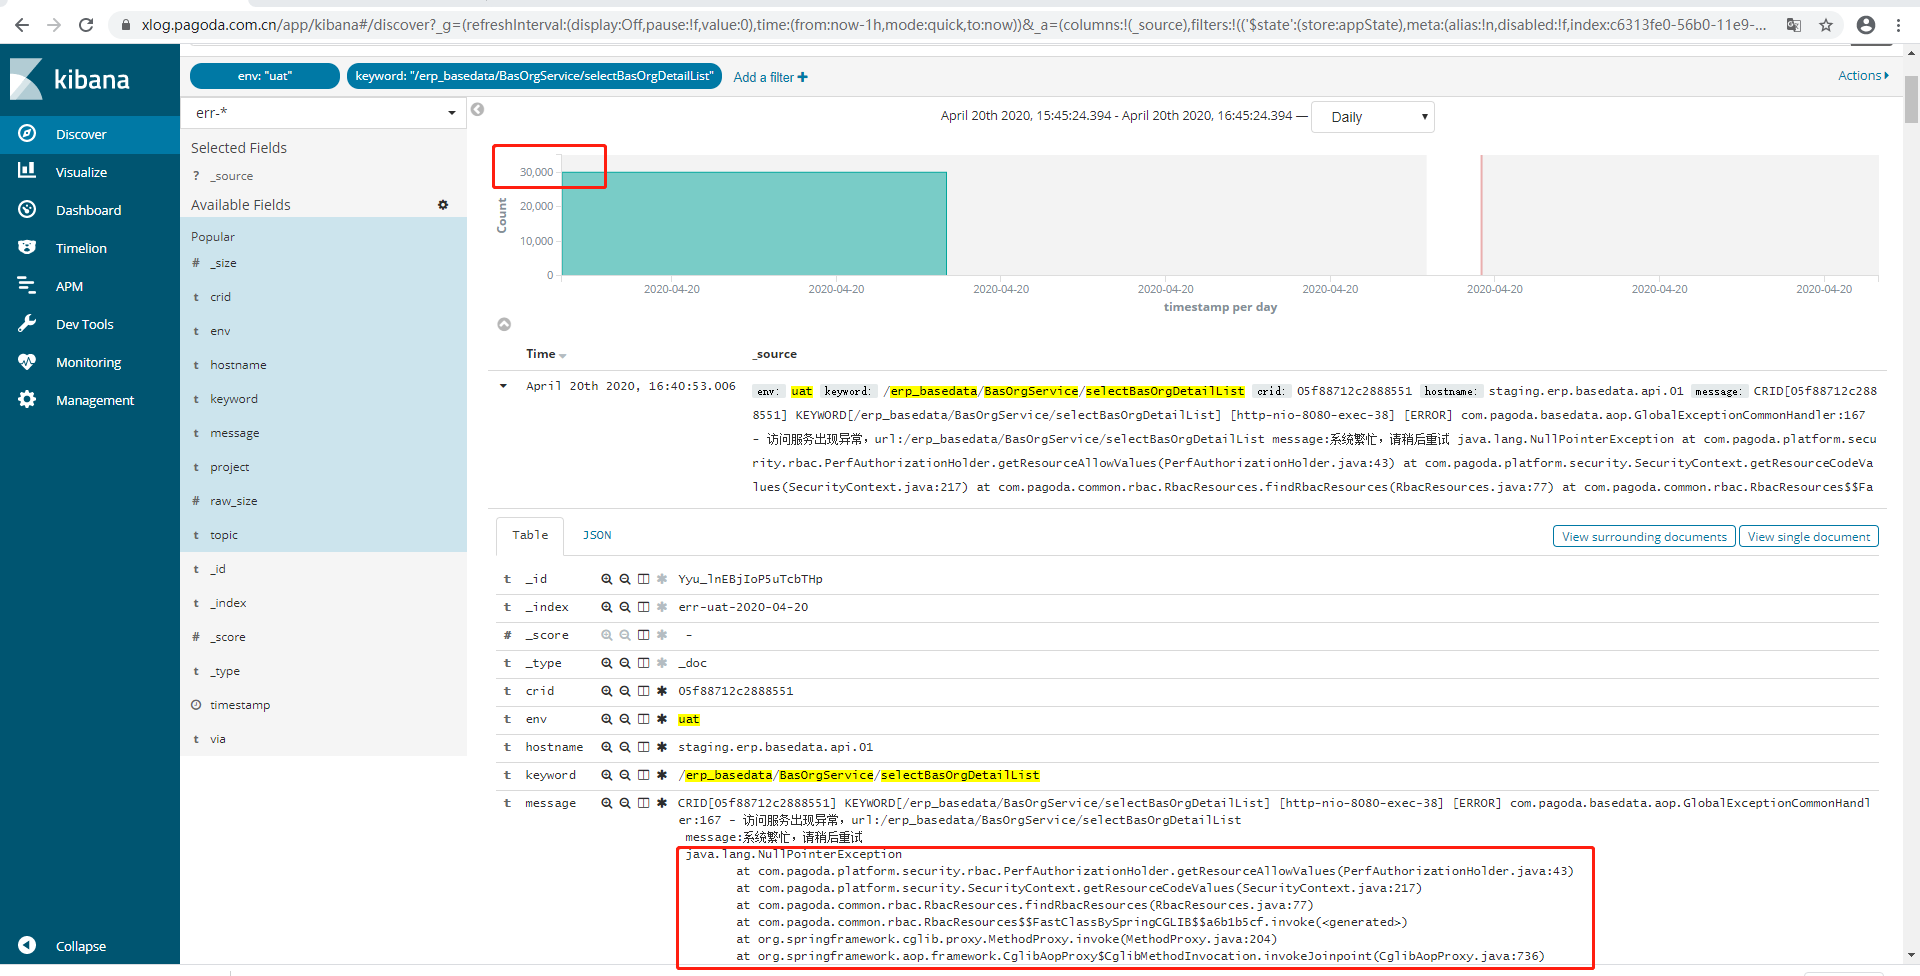 xlog.pagoda.com.cn/app/kibana#/discover?_g=(refreshInterval:(display:Off,pause:!f,value:0),time:(from:now-1h,mode:quick,to:now))&_a=(columns:!(_source),filters:!(('$state':(store:appState),meta:(alias:!n,disabled:!f,index:c6313fe0-56b0-11e9-...
kibana
Discover
Visualize
Dashboard
Timelion
APM
Dev Tools
Monitoring
Management
Collapse
env: "uat"
keyword: "/erp_basedata/BasOrgService/selectBasOrgDetailList"
Add a filter +
Actions
err-*
Selected Fields
? _source
Available Fields
Popular
# _size
t crid
t env
t hostname
t keyword
t message
t project
# raw_size
t topic
t _id
t _index
# _score
t _type
timestamp
t via
April 20th 2020, 15:45:24.394 - April 20th 2020, 16:45:24.394 —
Daily
Count
30,000
20,000
10,000
0
2020-04-20 2020-04-20 2020-04-20 2020-04-20 2020-04-20 2020-04-20 2020-04-20 2020-04-20
timestamp per day
Time _source
April 20th 2020, 16:40:53.006
env: uat keyword: /erp_basedata/BasOrgService/selectBasOrgDetailList crid: 05f88712c2888551 hostname: staging.erp.basedata.api.01 message: CRID[05f88712c288
8551] KEYWORD[/erp_basedata/BasOrgService/selectBasOrgDetailList] [http-nio-8080-exec-38] [ERROR] com.pagoda.basedata.aop.GlobalExceptionCommonHandler:167
- 访问服务出现异常，url:/erp_basedata/BasOrgService/selectBasOrgDetailList message:系统繁忙，请稍后重试 java.lang.NullPointerException at com.pagoda.platform.secu
rity.rbac.PerfAuthorizationHolder.getResourceAllowValues(PerfAuthorizationHolder.java:43) at com.pagoda.platform.security.SecurityContext.getResourceCodeVa
lues(SecurityContext.java:217) at com.pagoda.common.rbac.RbacResources.findRbacResources(RbacResources.java:77) at com.pagoda.common.rbac.RbacResources$$Fa
Table JSON
View surrounding documents View single document
t _id Yyu_lnEBjIoP5uTcbTHp
t _index err-uat-2020-04-20
# _score -
t _type _doc
t crid 05f88712c2888551
t env uat
t hostname staging.erp.basedata.api.01
t keyword /erp_basedata/BasOrgService/selectBasOrgDetailList
t message CRID[05f88712c2888551] KEYWORD[/erp_basedata/BasOrgService/selectBasOrgDetailList] [http-nio-8080-exec-38] [ERROR] com.pagoda.basedata.aop.GlobalExceptionCommonHandl
er:167 - 访问服务出现异常，url:/erp_basedata/BasOrgService/selectBasOrgDetailList
message:系统繁忙，请稍后重试
java.lang.NullPointerException
at com.pagoda.platform.security.rbac.PerfAuthorizationHolder.getResourceAllowValues(PerfAuthorizationHolder.java:43)
at com.pagoda.platform.security.SecurityContext.getResourceCodeValues(SecurityContext.java:217)
at com.pagoda.common.rbac.RbacResources.findRbacResources(RbacResources.java:77)
at com.pagoda.common.rbac.RbacResources$$FastClassBySpringCGLIB$$a6b1b5cf.invoke(<generated>)
at org.springframework.cglib.proxy.MethodProxy.invoke(MethodProxy.java:204)
at org.springframework.aop.framework.CglibAopProxy$CglibMethodInvocation.invokeJoinpoint(CglibAopProxy.java:736)